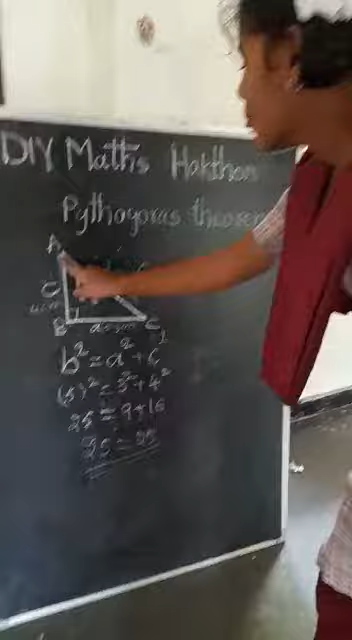 DIY Maths Hakthon
Pythagoras theorem
A
C
B
C
b² = a² + c²
(5)² = 3² + 4²
25 = 9 + 16
25 = 25